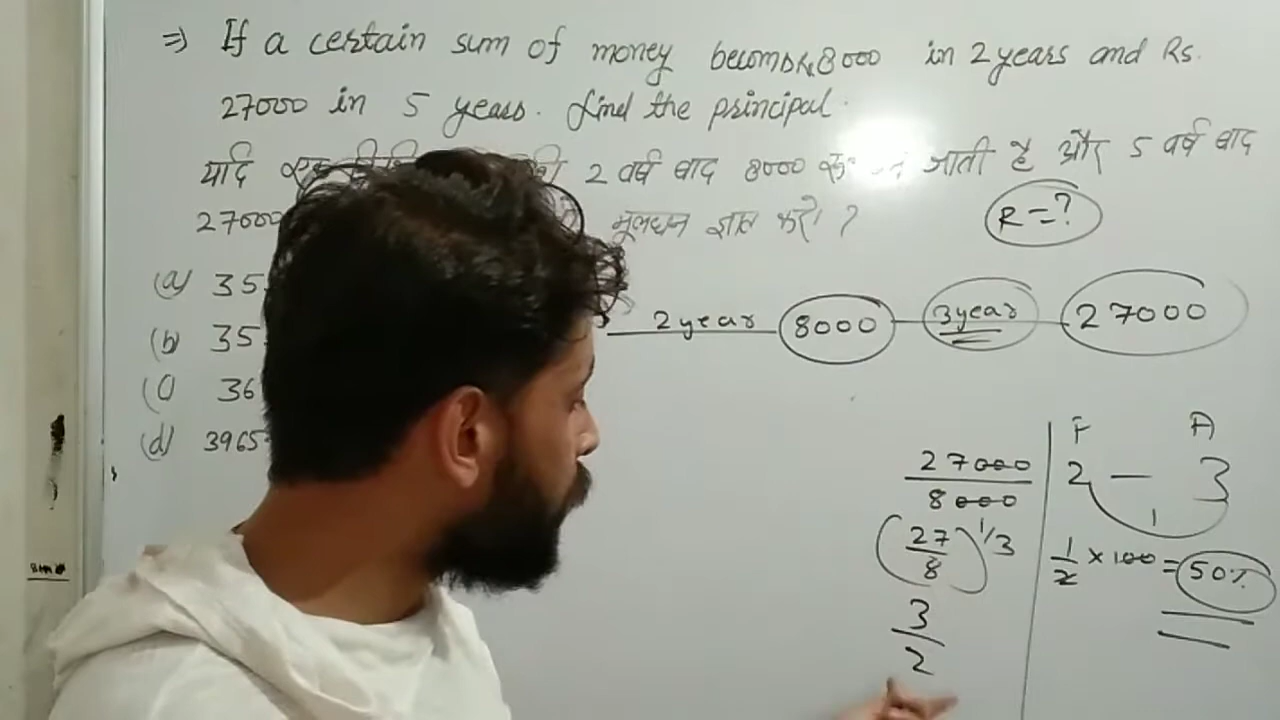 ⇒ If a certain sum of money becoms Rs 8000 in 2 years and Rs.
27000 in 5 years. find the principal.
यदि 2 वर्ष बाद 8000 रू जाती है और 5 वर्ष बाद
27000 मूलधन ज्ञात करो ?
R = ?
(a) 35
(b) 35
(c) 36
(d) 3965
2 year 8000 3 year 27000
27000
8000
(27/8)^1/3
3
2
P A
2 — 3
1
1/2 × 100 = 50%